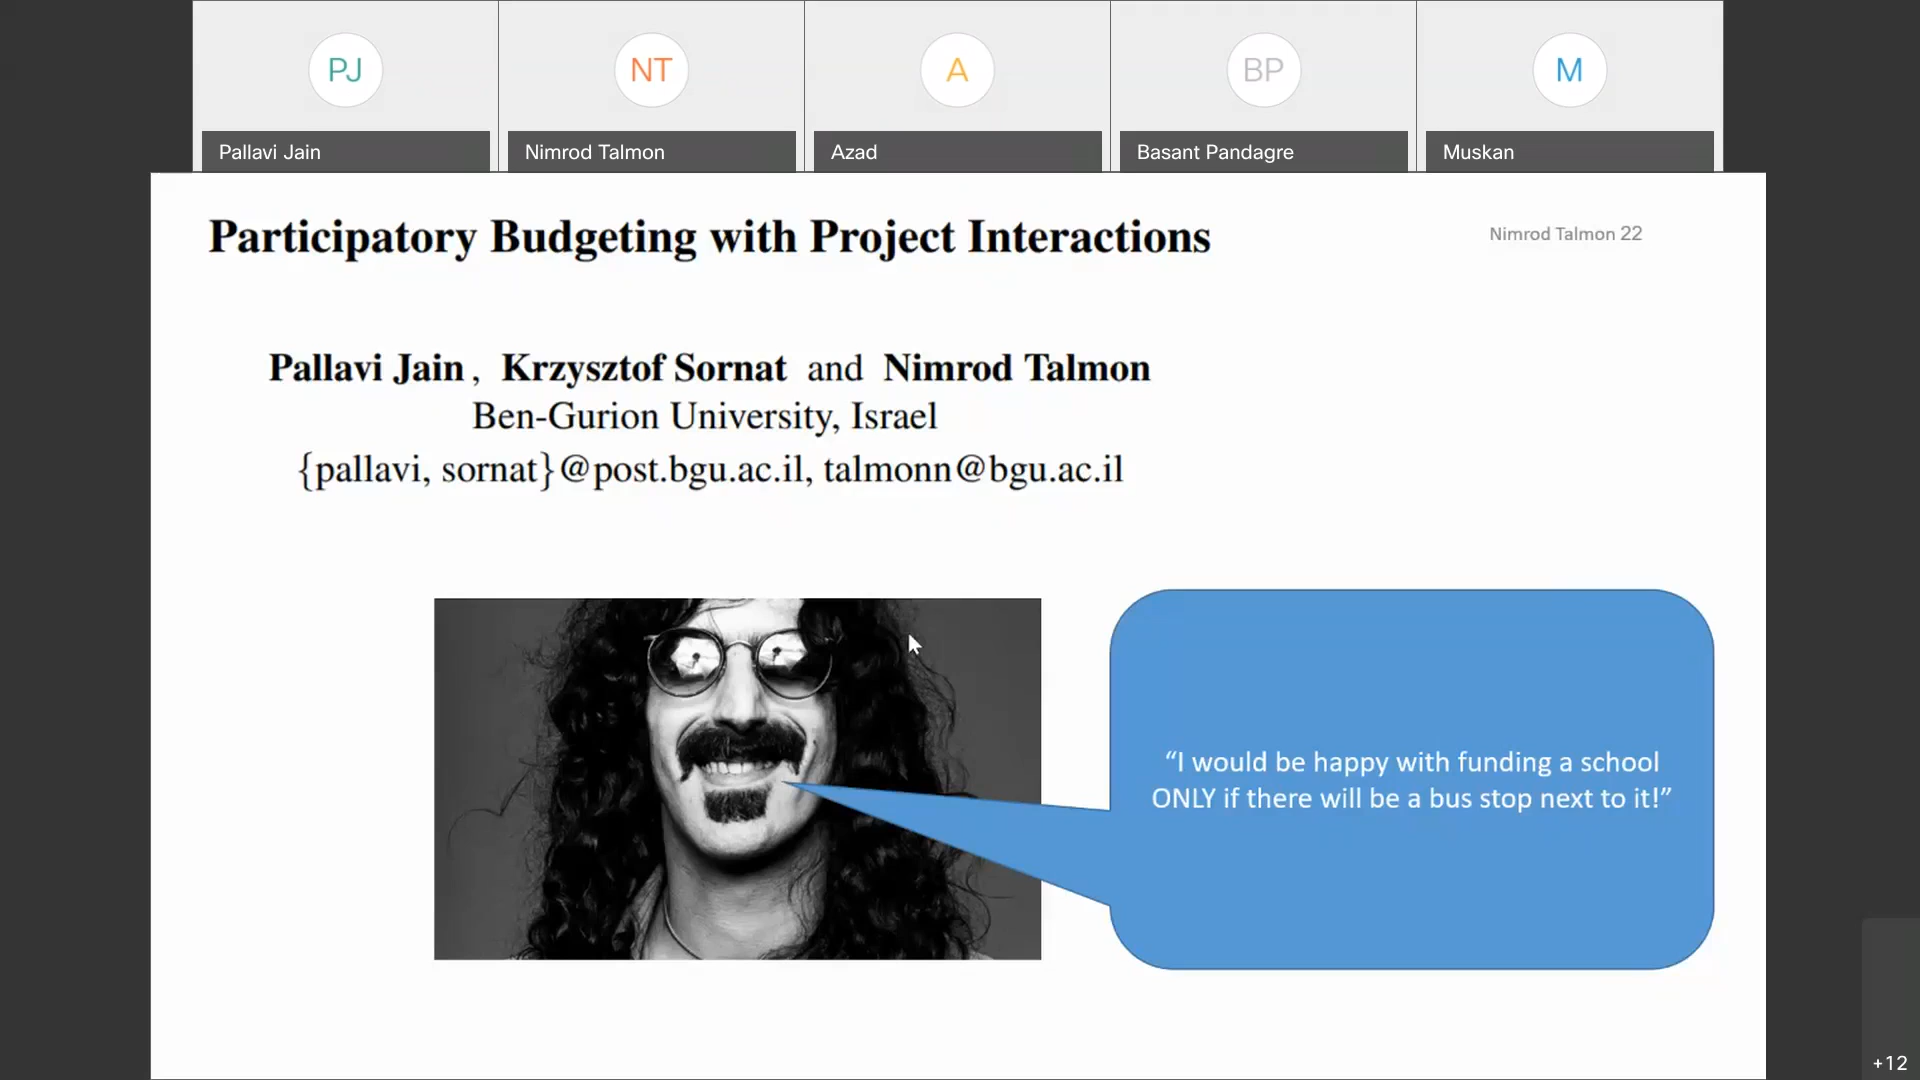 PJ
NT
A
BP
M
Pallavi Jain
Nimrod Talmon
Azad
Basant Pandagre
Muskan
Participatory Budgeting with Project Interactions
Nimrod Talmon 22
Pallavi Jain, Krzysztof Sornat and Nimrod Talmon
Ben-Gurion University, Israel
{pallavi, sornat}@post.bgu.ac.il, talmonn@bgu.ac.il
“I would be happy with funding a school
ONLY if there will be a bus stop next to it!”
+12